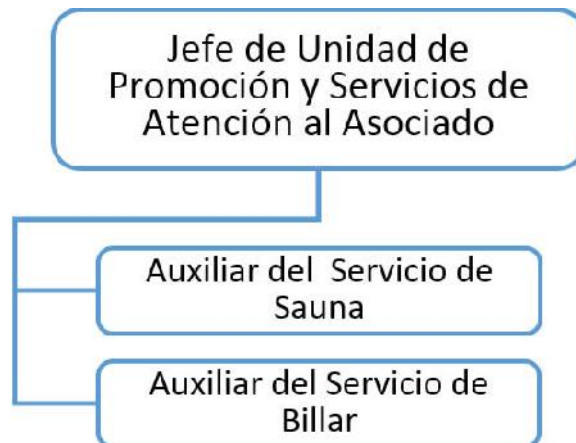 Jefe de Unidad de
Promoción y Servicios de
Atención al Asociado
Auxiliar del Servicio de
Sauna
Auxiliar del Servicio de
Billar